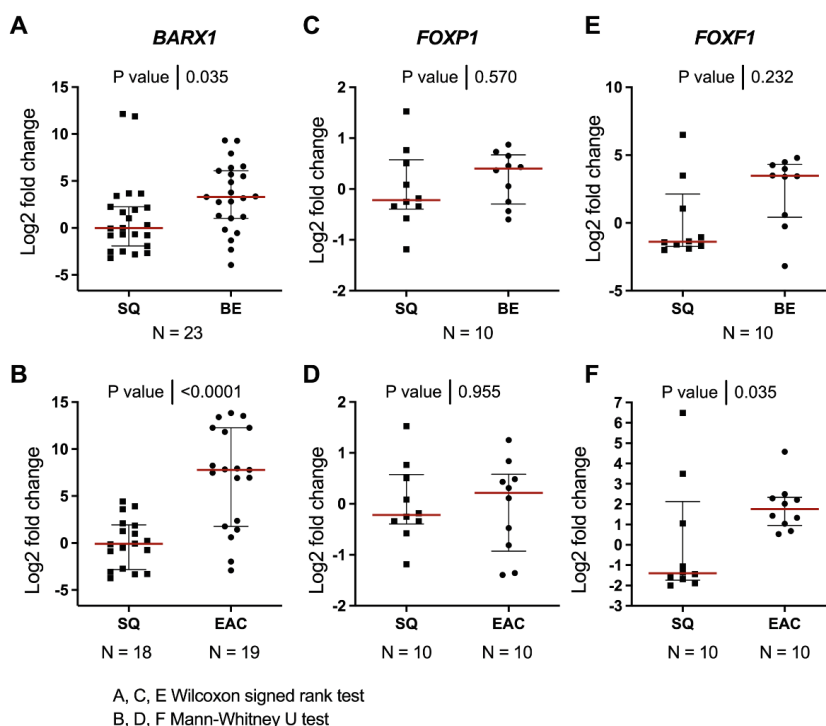 A
BARX1
P value 0.035
Log2 fold change
15
10
5
0
-5
SQ BE
N = 23
C
FOXP1
P value 0.570
Log2 fold change
2
1
0
-1
-2
SQ BE
N = 10
E
FOXF1
P value 0.232
Log2 fold change
10
5
0
-5
SQ BE
N = 10
B
P value <0.0001
Log2 fold change
15
10
5
0
-5
SQ EAC
N = 18 N = 19
D
P value 0.955
Log2 fold change
2
1
0
-1
-2
SQ EAC
N = 10 N = 10
F
P value 0.035
Log2 fold change
7
6
5
4
3
2
1
0
-1
-2
-3
SQ EAC
N = 10 N = 10
A, C, E Wilcoxon signed rank test
B, D, F Mann-Whitney U test